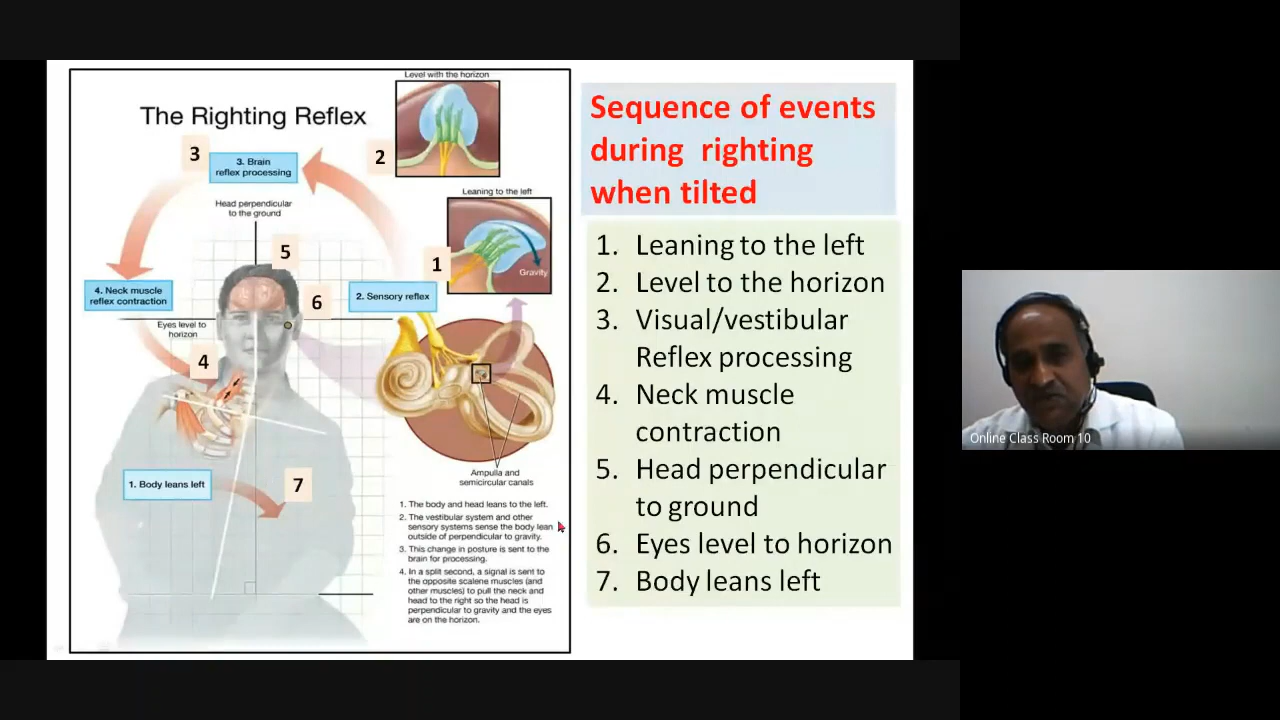 Level with the horizon
The Righting Reflex
3
2
3. Brain
reflex processing
Leaning to the left
Head perpendicular
to the ground
5
1
Gravity
4. Neck muscle
reflex contraction
6
2. Sensory reflex
Eyes level to
horizon
4
Ampulla and
semicircular canals
1. Body leans left
7
1. The body and head leans to the left.
2. The vestibular system and other
sensory systems sense the body lean
outside of perpendicular to gravity.
3. This change in posture is sent to the
brain for processing.
4. In a split second, a signal is sent to
the opposite scalene muscles (and
other muscles) to pull the neck and
head to the right so the head is
perpendicular to gravity and the eyes
are on the horizon.
Sequence of events
during righting
when tilted
1. Leaning to the left
2. Level to the horizon
3. Visual/vestibular
Reflex processing
4. Neck muscle
contraction
5. Head perpendicular
to ground
6. Eyes level to horizon
7. Body leans left
Online Class Room 10